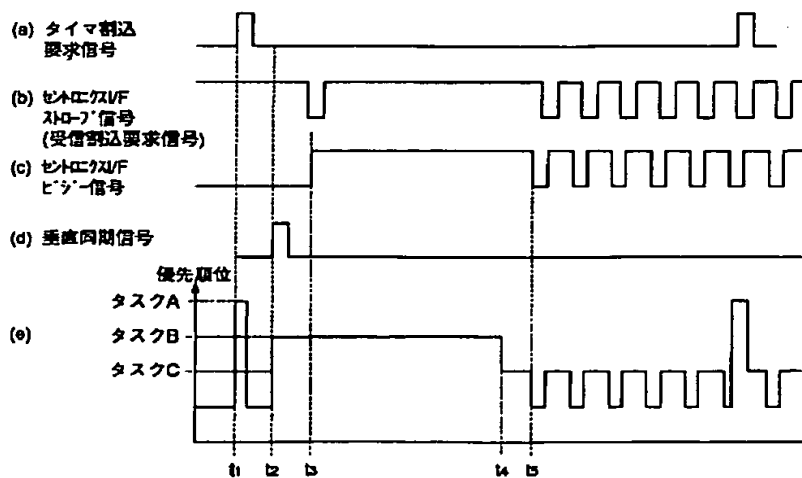 (a) タイマ割込
要求信号
(b) セントロニクスI/F
ストローブ信号
(受信割込要求信号)
(c) セントロニクスI/F
ビジー信号
(d) 垂直同期信号
優先順位
タスクA
(e) タスクB
タスクC
t1 t2 t3 t4 t5